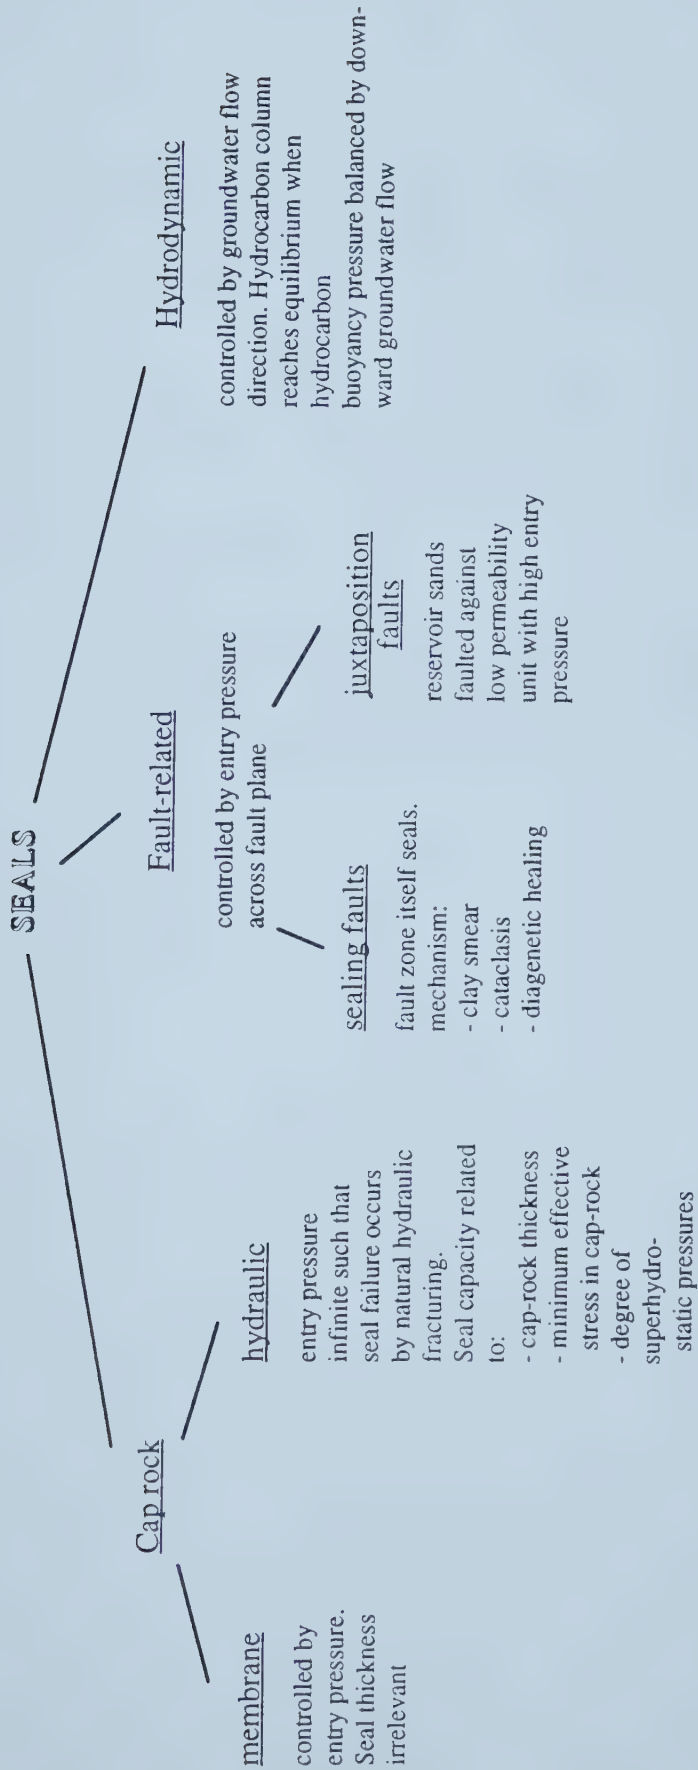 SEALS
Cap rock
membrane
controlled by
entry pressure.
Seal thickness
irrelevant
hydraulic
entry pressure
infinite such that
seal failure occurs
by natural hydraulic
fracturing.
Seal capacity related
to:
- cap-rock thickness
- minimum effective
stress in cap-rock
- degree of
superhydro-
static pressures
Fault-related
controlled by entry pressure
across fault plane
sealing faults
fault zone itself seals.
mechanism:
- clay smear
- cataclasis
- diagenetic healing
juxtaposition
faults
reservoir sands
faulted against
low permeability
unit with high entry
pressure
Hydrodynamic
controlled by groundwater flow
direction. Hydrocarbon column
reaches equilibrium when
hydrocarbon
buoyancy pressure balanced by down-
ward groundwater flow